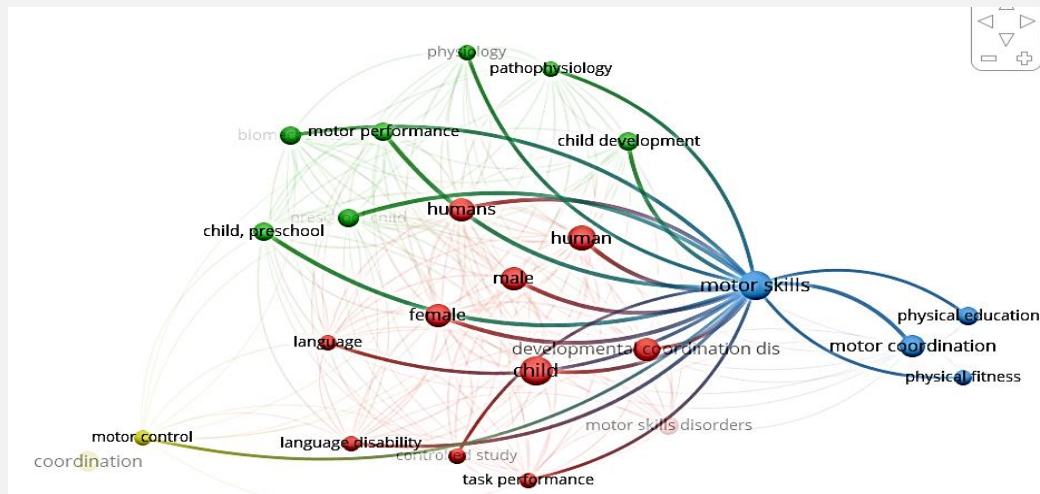 physiology
pathophysiology
motor performance
child development
humans
child, preschool
human
male
motor skills
female
physical education
language
developmental coordination dis
motor coordination
child
physical fitness
motor skills disorders
motor control
language disability
controlled study
coordination
task performance